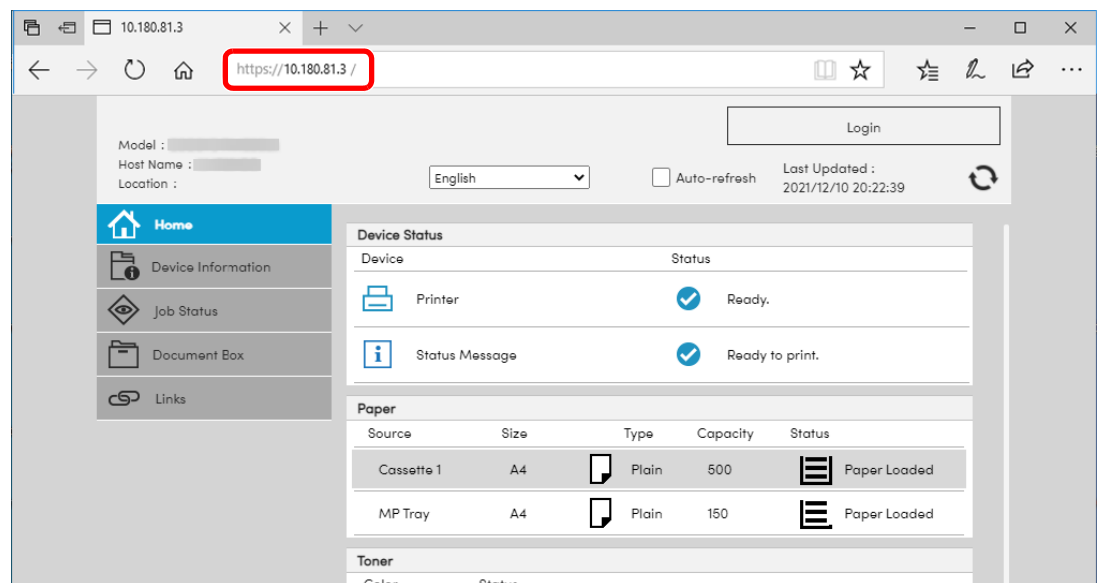 10.180.81.3
https://10.180.81.3 /
Login
Model :
Host Name :
Location :
English
Auto-refresh
Last Updated :
2021/12/10 20:22:39
Home
Device Information
Job Status
Document Box
Links
Device Status
Device Status
Printer Ready.
Status Message Ready to print.
Paper
Source Size Type Capacity Status
Cassette 1 A4 Plain 500 Paper Loaded
MP Tray A4 Plain 150 Paper Loaded
Toner
Color Status